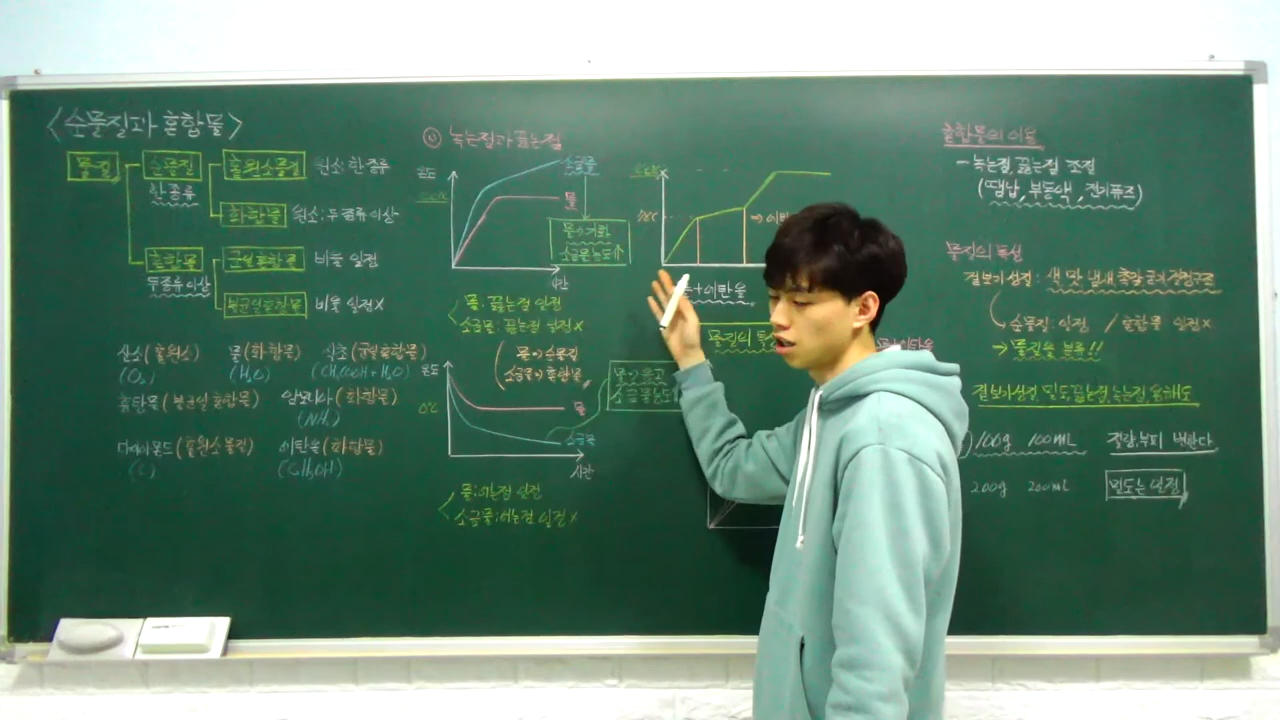 <순물질과 혼합물>
물질 순물질 홑원소물질 원소: 한 종류
한 종류 화합물 원소: 두 종류 이상
혼합물 균일혼합물 비율 일정
두 종류 이상 불균일혼합물 비율 일정x
산소(홑원소) 물(화합물) 식초(균일혼합물)
(O₂) (H₂O) (CH₃COOH + H₂O)
흙탕물(불균일혼합물) 암모니아(화합물)
(NH₃)
다이아몬드(홑원소물질) 에탄올(화합물)
(C) (C₂H₅OH)
녹는점과 끓는점
온도
소금물
물
소금물 농도↑
시간
물: 끓는점 일정
소금물: 끓는점 일정x
물→순물질
소금물→혼합물
온도
0℃
물
소금물
시간
물: 어는점 일정
소금물: 어는점 일정x
+에탄올
물질의
혼합물의 이용
- 녹는점, 끓는점 조절
(땜납, 부동액, 전기퓨즈)
물질의 특성
겉보기성질: 색 맛 냄새 촉감 굳기 결정구조
순물질: 일정 / 혼합물 일정x
→ 물질을 분류!!
겉보기성질, 밀도, 끓는점, 녹는점, 용해도
100g 100mL 질량, 부피 변한다
200g 200mL 밀도는 일정